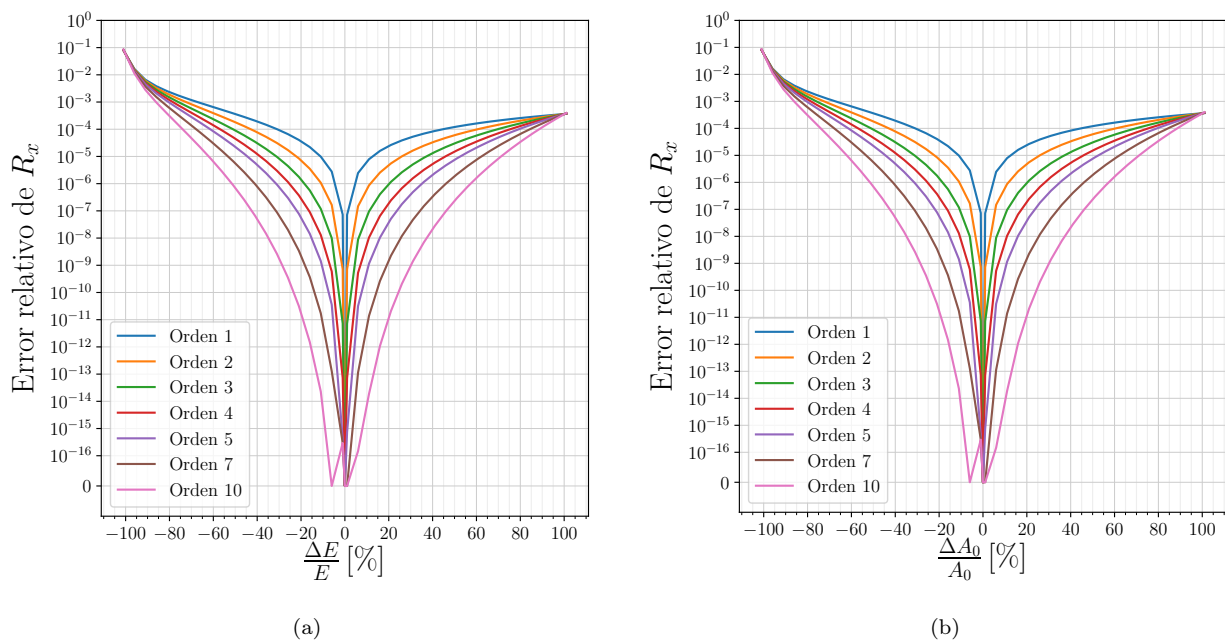 Error relativo de $R_x$
10^0
10^{-1}
10^{-2}
10^{-3}
10^{-4}
10^{-5}
10^{-6}
10^{-7}
10^{-8}
10^{-9}
10^{-10}
10^{-11}
10^{-12}
10^{-13}
10^{-14}
10^{-15}
10^{-16}
0
Orden 1
Orden 2
Orden 3
Orden 4
Orden 5
Orden 7
Orden 10
−100 −80 −60 −40 −20 0 20 40 60 80 100
$\frac{\Delta E}{E}$ [%]
(a)
Error relativo de $R_x$
10^0
10^{-1}
10^{-2}
10^{-3}
10^{-4}
10^{-5}
10^{-6}
10^{-7}
10^{-8}
10^{-9}
10^{-10}
10^{-11}
10^{-12}
10^{-13}
10^{-14}
10^{-15}
10^{-16}
0
Orden 1
Orden 2
Orden 3
Orden 4
Orden 5
Orden 7
Orden 10
−100 −80 −60 −40 −20 0 20 40 60 80 100
$\frac{\Delta A_0}{A_0}$ [%]
(b)